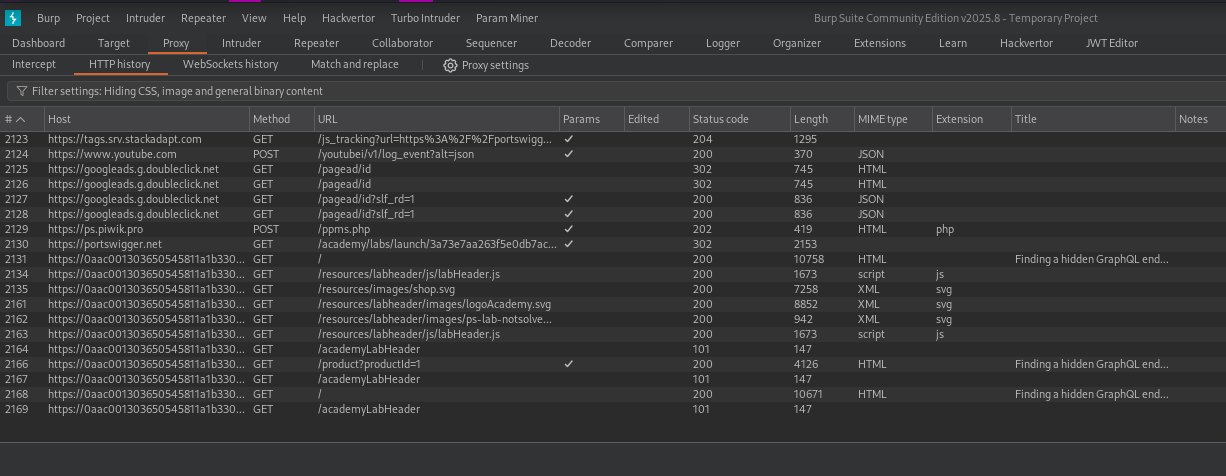 Burp Project Intruder Repeater View Help Hackvertor Turbo Intruder Param Miner Burp Suite Community Edition v2025.8 - Temporary Project
Dashboard Target Proxy Intruder Repeater Collaborator Sequencer Decoder Comparer Logger Organizer Extensions Learn Hackvertor JWT Editor
Intercept HTTP history WebSockets history Match and replace Proxy settings
Filter settings: Hiding CSS, image and general binary content
# Host Method URL Params Edited Status code Length MIME type Extension Title Notes
2123 https://tags.srv.stackadapt.com GET /js_tracking?url=https%3A%2F%2Fportswigg... ✓ 204 1295
2124 https://www.youtube.com POST /youtubei/v1/log_event?alt=json ✓ 200 370 JSON
2125 https://googleads.g.doubleclick.net GET /pagead/id 302 745 HTML
2126 https://googleads.g.doubleclick.net GET /pagead/id 302 745 HTML
2127 https://googleads.g.doubleclick.net GET /pagead/id?slf_rd=1 ✓ 200 836 JSON
2128 https://googleads.g.doubleclick.net GET /pagead/id?slf_rd=1 ✓ 200 836 JSON
2129 https://ps.piwik.pro POST /ppms.php ✓ 202 419 HTML php
2130 https://portswigger.net GET /academy/labs/launch/3a73e7aa263f5e0db7ac... ✓ 302 2153
2131 https://0aac001303650545811a1b330... GET / 200 10758 HTML Finding a hidden GraphQL end...
2134 https://0aac001303650545811a1b330... GET /resources/labheader/js/labHeader.js 200 1673 script js
2135 https://0aac001303650545811a1b330... GET /resources/images/shop.svg 200 7258 XML svg
2161 https://0aac001303650545811a1b330... GET /resources/labheader/images/logoAcademy.svg 200 8852 XML svg
2162 https://0aac001303650545811a1b330... GET /resources/labheader/images/ps-lab-notsolve... 200 942 XML svg
2163 https://0aac001303650545811a1b330... GET /resources/labheader/js/labHeader.js 200 1673 script js
2164 https://0aac001303650545811a1b330... GET /academyLabHeader 101 147
2166 https://0aac001303650545811a1b330... GET /product?productId=1 ✓ 200 4126 HTML Finding a hidden GraphQL end...
2167 https://0aac001303650545811a1b330... GET /academyLabHeader 101 147
2168 https://0aac001303650545811a1b330... GET / 200 10671 HTML Finding a hidden GraphQL end...
2169 https://0aac001303650545811a1b330... GET /academyLabHeader 101 147